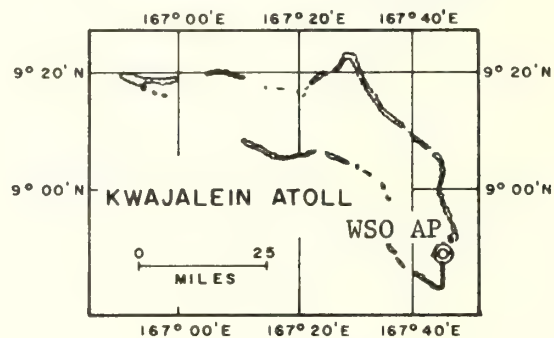 167° 00' E 167° 20' 167° 40' E
9° 20' N 9° 20' N
9° 00' N 9° 00' N
KWAJALEIN ATOLL
WSO AP
0 25
MILES
167° 00' E 167° 20' 167° 40' E